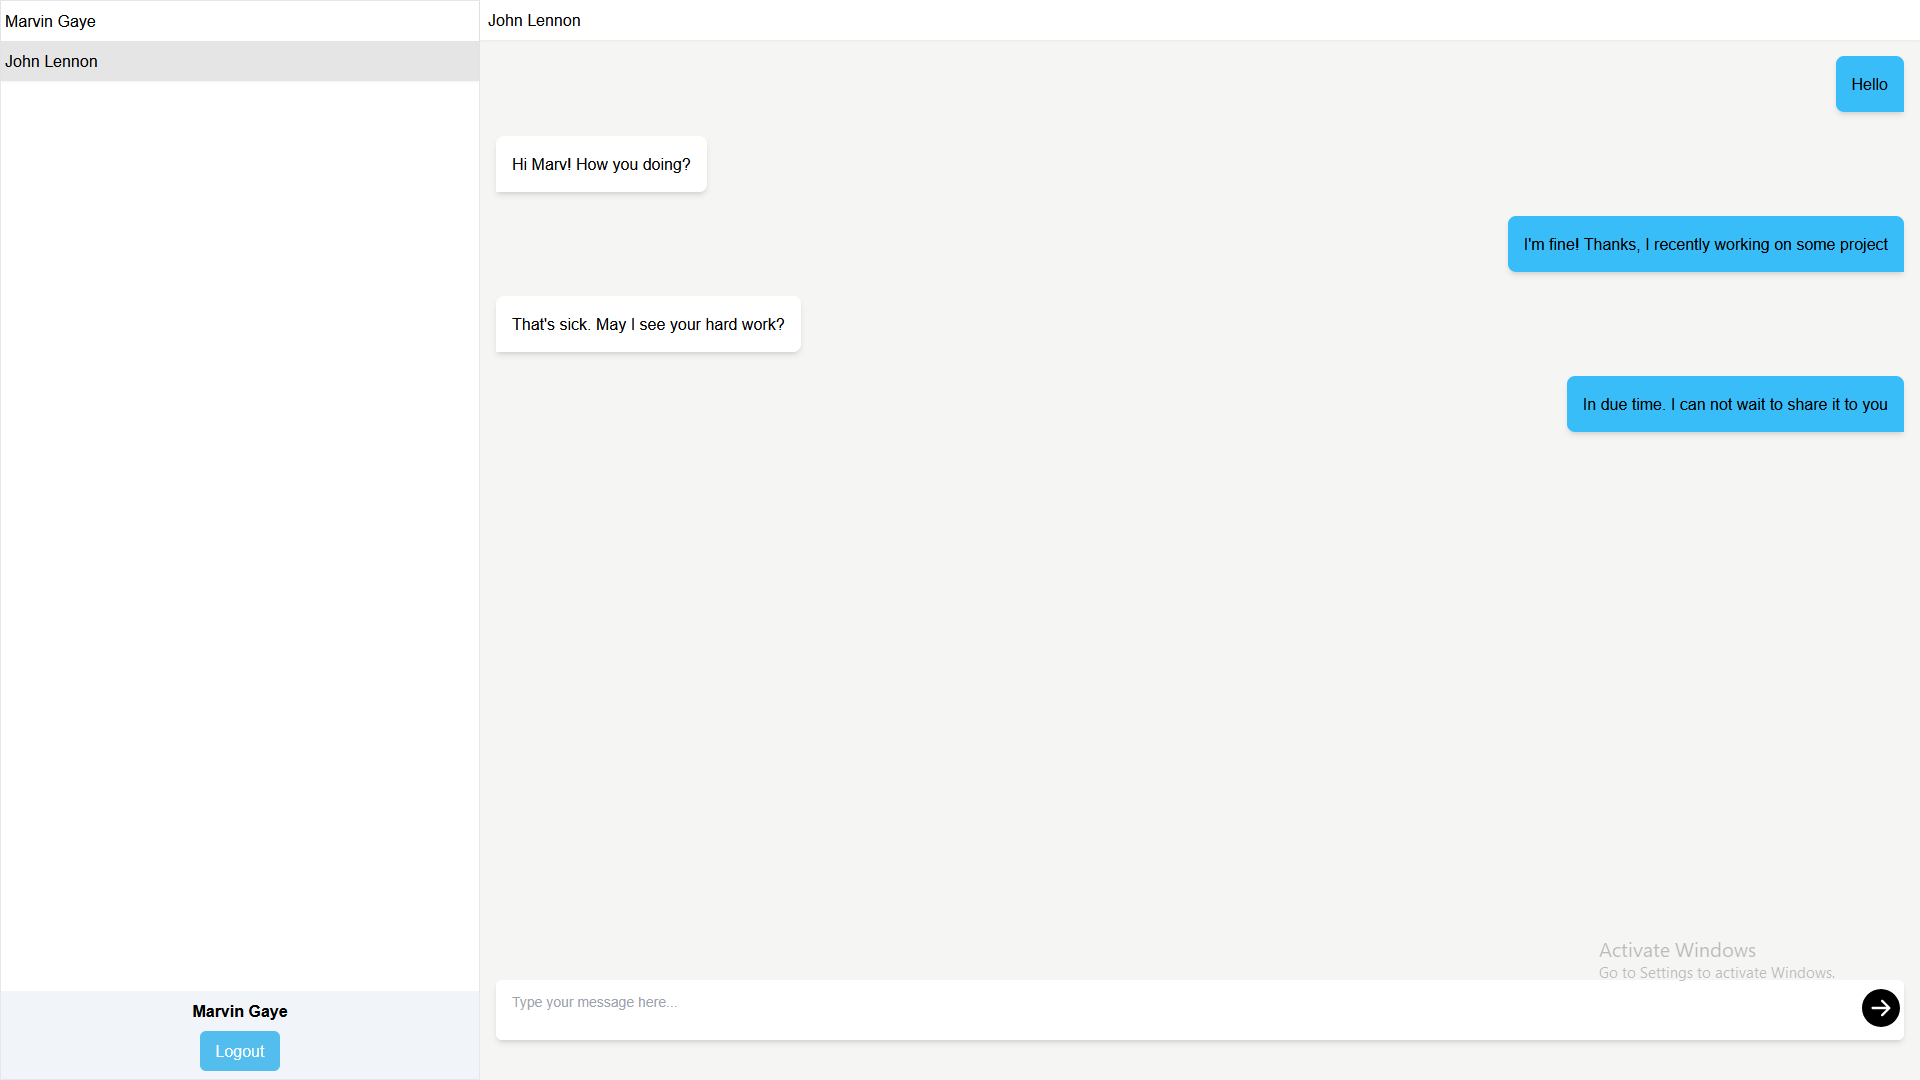 Marvin Gaye
John Lennon
John Lennon
Hello
Hi Marv! How you doing?
I'm fine! Thanks, I recently working on some project
That's sick. May I see your hard work?
In due time. I can not wait to share it to you
Activate Windows
Go to Settings to activate Windows.
Type your message here...
Marvin Gaye
Logout